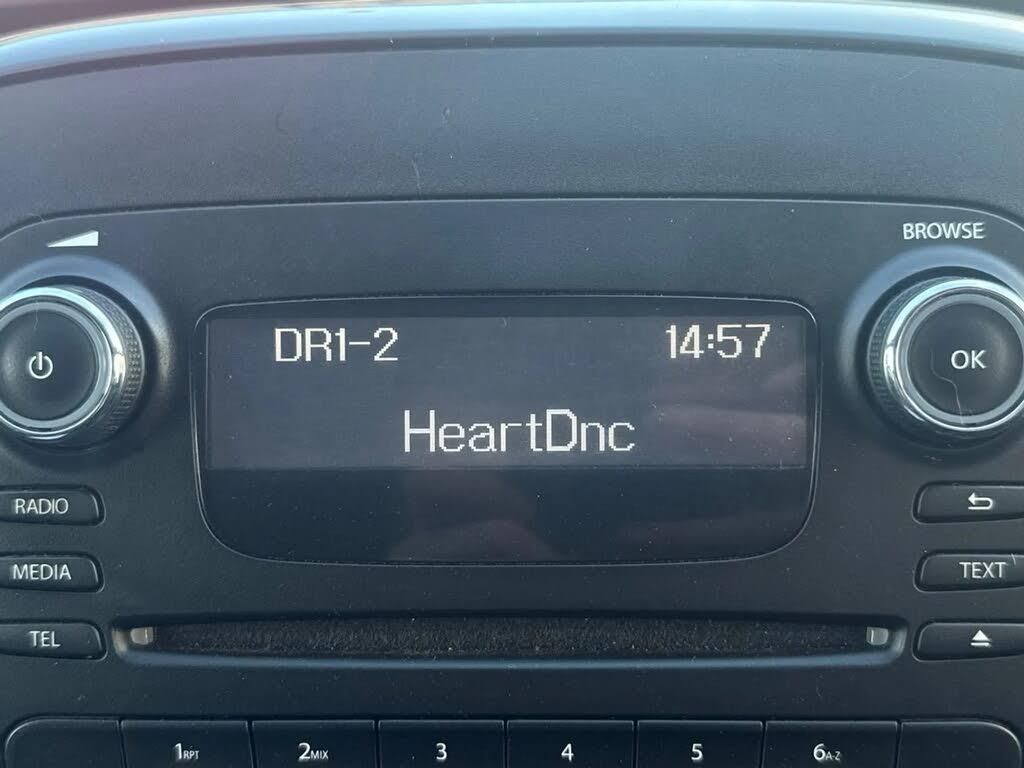 BROWSE
DR1-2 14:57
OK
HeartDnc
RADIO
MEDIA TEXT
TEL
1RPT 2MIX 3 4 5 6A-Z